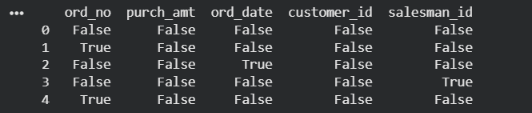 ... ord_no purch_amt ord_date customer_id salesman_id
0 False False False False False
1 True False False False False
2 False False True False False
3 False False False False True
4 True False False False False